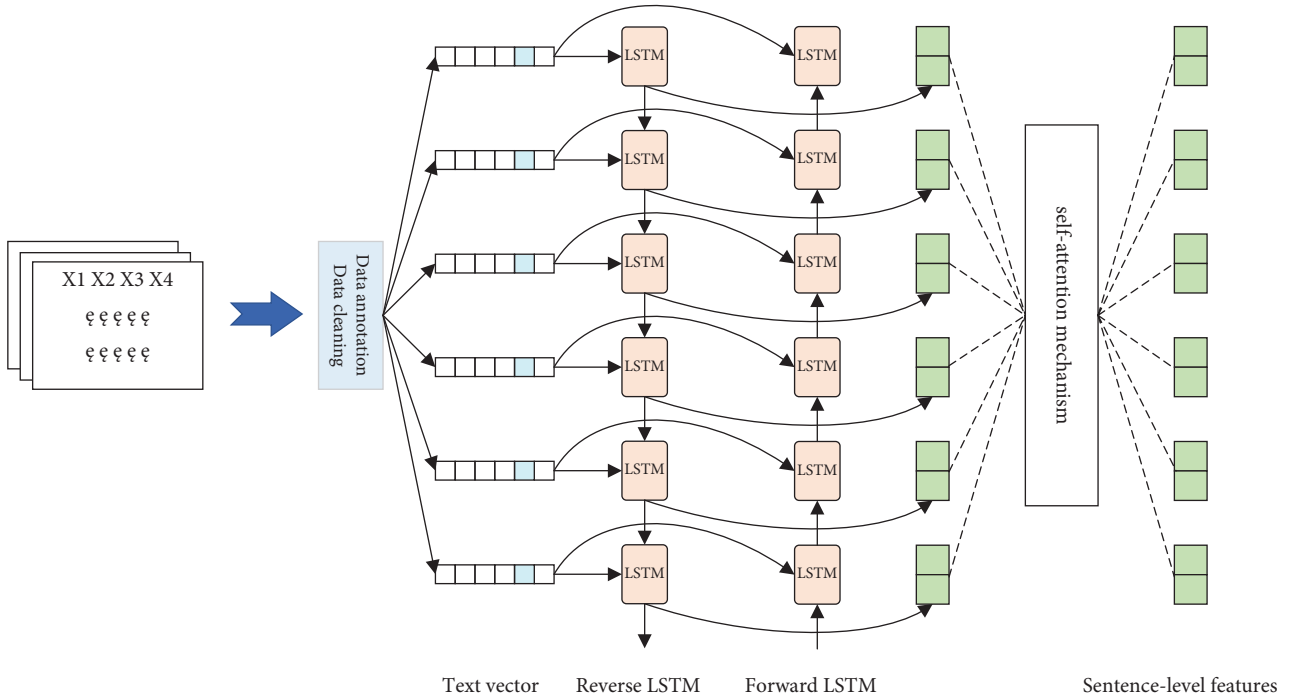 X1 X2 X3 X4
ȩ ȩ ȩ ȩ ȩ
ȩ ȩ ȩ ȩ ȩ
Data annotation
Data cleaning
LSTM
LSTM
LSTM
LSTM
LSTM
LSTM
LSTM
LSTM
LSTM
LSTM
LSTM
LSTM
self-attention mechanism
Text vector
Reverse LSTM
Forward LSTM
Sentence-level features